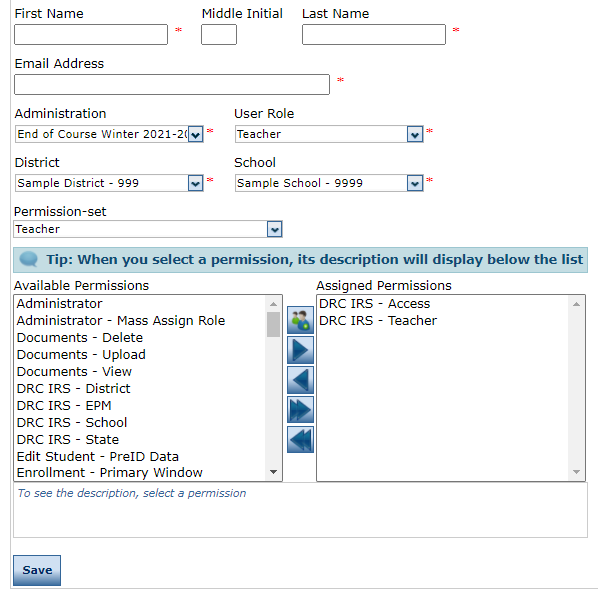 First Name Middle Initial Last Name
* *
Email Address
*
Administration User Role
End of Course Winter 2021-20 * Teacher *
District School
Sample District - 999 * Sample School - 9999 *
Permission-set
Teacher
Tip: When you select a permission, its description will display below the list
Available Permissions Assigned Permissions
Administrator DRC IRS - Access
Administrator - Mass Assign Role DRC IRS - Teacher
Documents - Delete
Documents - Upload
Documents - View
DRC IRS - District
DRC IRS - EPM
DRC IRS - School
DRC IRS - State
Edit Student - PreID Data
Enrollment - Primary Window
To see the description, select a permission
Save